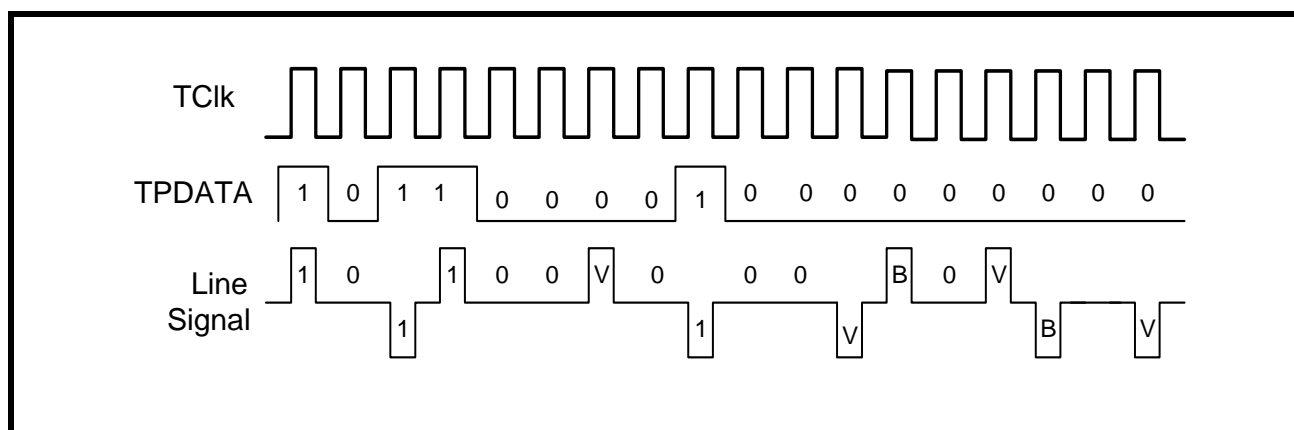 TClk
TPDATA 1 0 1 1 0 0 0 0 1 0 0 0 0 0 0 0 0 0
Line Signal 1 0 1 1 0 0 V 0 1 0 0 V B 0 V B V